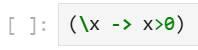 [ ]: (\x -> x>0)